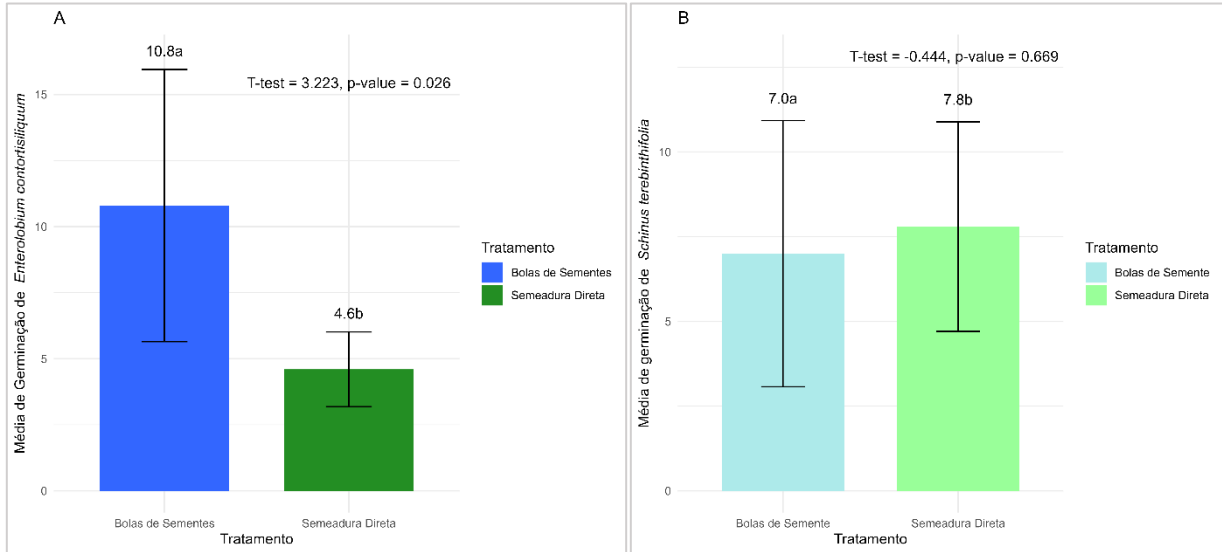 A
10.8a
T-test = 3.223, p-value = 0.026
15
10
5
0
4.6b
Média de Germinação de Enterolobium contortisiliquum
Tratamento
Bolas de Sementes
Semeadura Direta
Bolas de Sementes
Semeadura Direta
Tratamento
B
T-test = -0.444, p-value = 0.669
7.0a
7.8b
10
5
0
Média de germinação de Schinus terebinthifolia
Tratamento
Bolas de Semente
Semeadura Direta
Bolas de Semente
Semeadura Direta
Tratamento